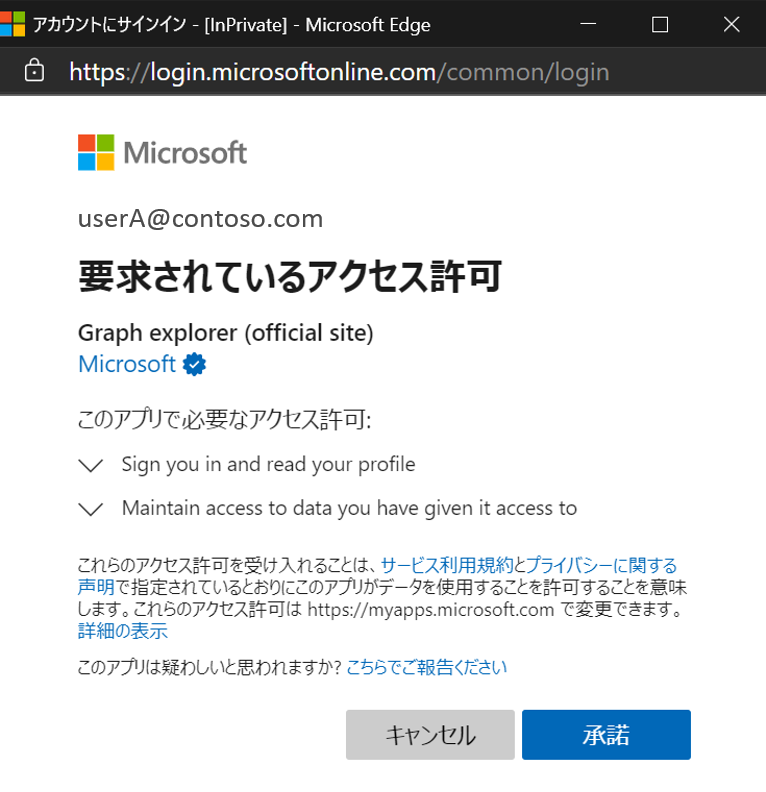 アカウントにサインイン - [InPrivate] - Microsoft Edge
https://login.microsoftonline.com/common/login
Microsoft
userA@contoso.com
要求されているアクセス許可
Graph explorer (official site)
Microsoft
このアプリで必要なアクセス許可:
Sign you in and read your profile
Maintain access to data you have given it access to
これらのアクセス許可を受け入れることは、サービス利用規約とプライバシーに関する
声明で指定されているとおりにこのアプリがデータを使用することを許可することを意味
します。これらのアクセス許可は https://myapps.microsoft.com で変更できます。
詳細の表示
このアプリは疑わしいと思われますか? こちらでご報告ください
キャンセル
承諾